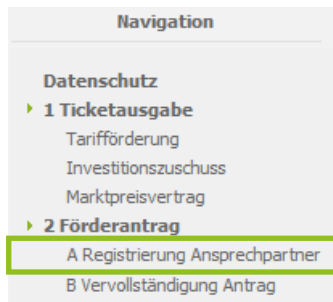 Navigation
Datenschutz
1 Ticketausgabe
Tarifförderung
Investitionszuschuss
Marktpreisvertrag
2 Förderantrag
A Registrierung Ansprechpartner
B Vervollständigung Antrag